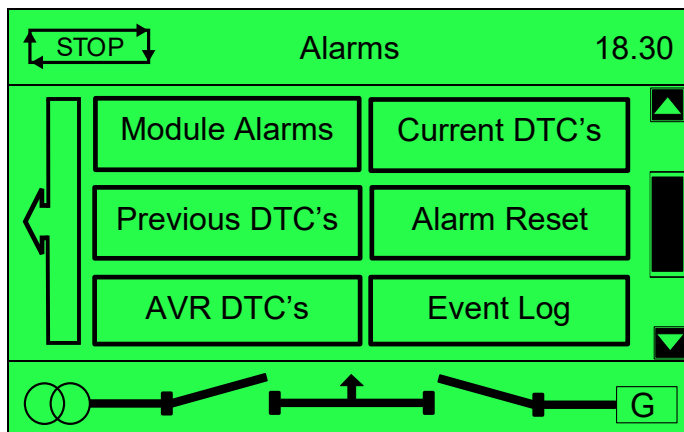 STOP Alarms 18.30
Module Alarms Current DTC’s
Previous DTC’s Alarm Reset
AVR DTC’s Event Log
G